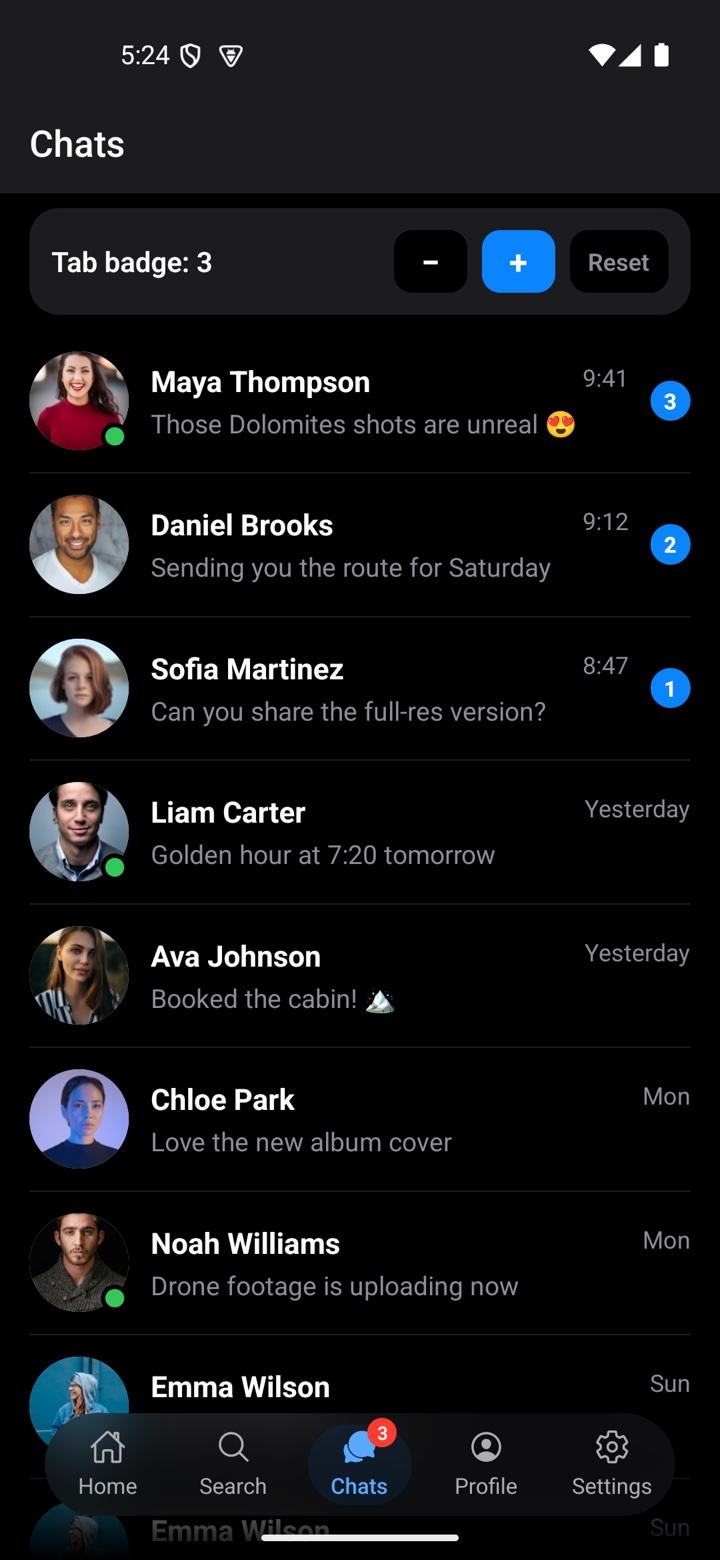 5:24
Chats
Tab badge: 3
−
+
Reset
Maya Thompson
9:41
Those Dolomites shots are unreal 😍
3
Daniel Brooks
9:12
Sending you the route for Saturday
2
Sofia Martinez
8:47
Can you share the full-res version?
1
Liam Carter
Yesterday
Golden hour at 7:20 tomorrow
Ava Johnson
Yesterday
Booked the cabin! 🏔️
Chloe Park
Mon
Love the new album cover
Noah Williams
Mon
Drone footage is uploading now
Emma Wilson
Sun
3
Home
Search
Chats
Profile
Settings
Emma Wilson
Sun